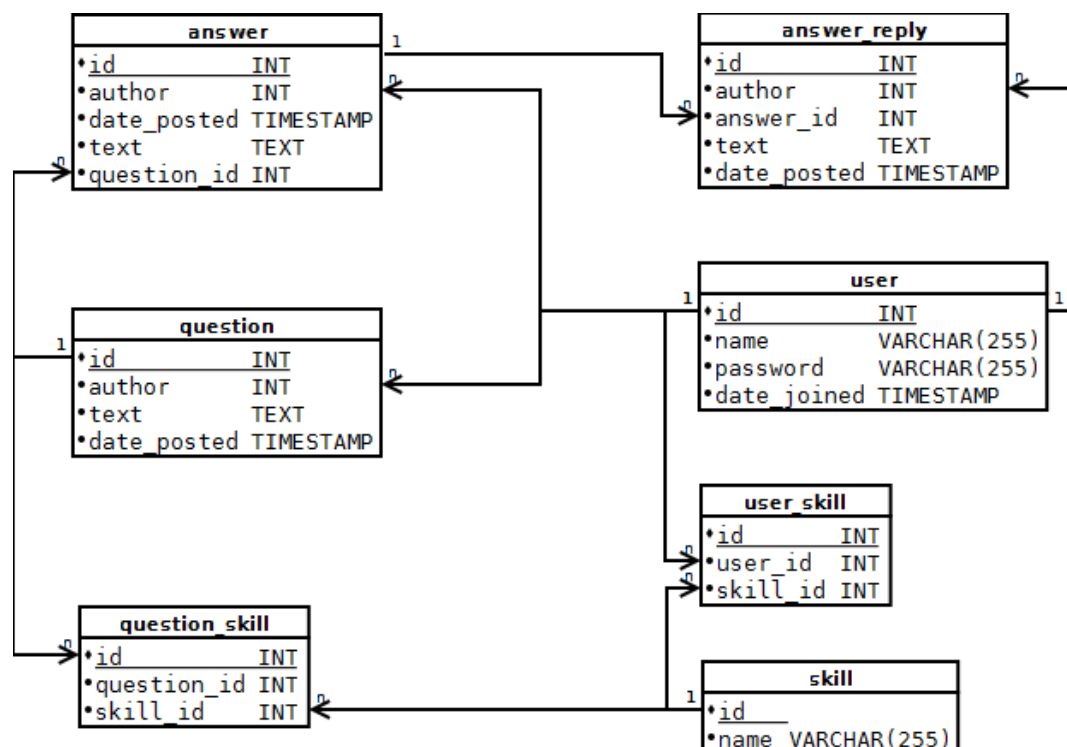 answer
id INT
author INT
date_posted TIMESTAMP
text TEXT
question_id INT
1
n
n
answer_reply
id INT
author INT
answer_id INT
text TEXT
date_posted TIMESTAMP
n
n
question
id INT
author INT
text TEXT
date_posted TIMESTAMP
1
n
user
id INT
name VARCHAR(255)
password VARCHAR(255)
date_joined TIMESTAMP
1
1
user_skill
id INT
user_id INT
skill_id INT
n
n
question_skill
id INT
question_id INT
skill_id INT
n
n
skill
id
name VARCHAR(255)
1